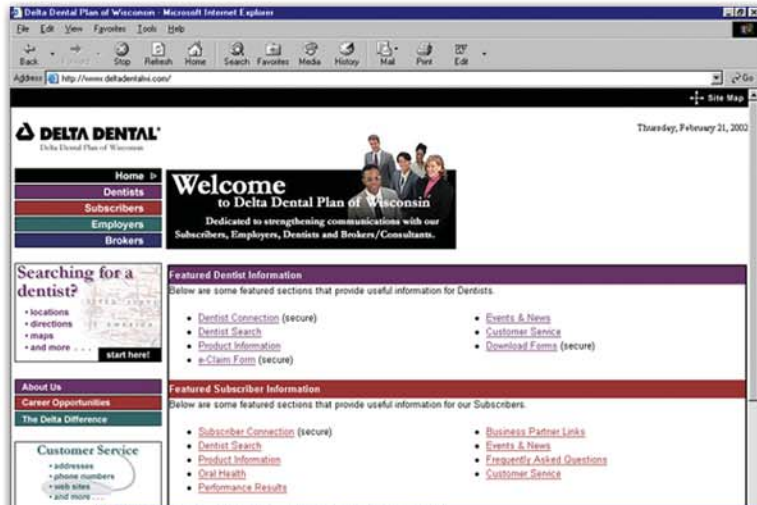 Delta Dental Plan of Wisconsin - Microsoft Internet Explorer
File Edit View Favorites Tools Help
Back Forward Stop Refresh Home Search Favorites Media History Mail Print Edit
Address http://www.deltadentalwi.com/ Go
Site Map
DELTA DENTAL
Delta Dental Plan of Wisconsin
Thursday, February 21, 2002
Home
Dentists
Subscribers
Employers
Brokers
Welcome
to Delta Dental Plan of Wisconsin
Dedicated to strengthening communications with our
Subscribers, Employers, Dentists and Brokers/Consultants.
Searching for a
dentist?
• locations
• directions
• maps
• and more . . .
start here!
About Us
Career Opportunities
The Delta Difference
Customer Service
• addresses
• phone numbers
• web sites
• and more . . .
Featured Dentist Information
Below are some featured sections that provide useful information for Dentists.
• Dentist Connection (secure)
• Dentist Search
• Product Information
• e-Claim Form (secure)
• Events & News
• Customer Service
• Download Forms (secure)
Featured Subscriber Information
Below are some featured sections that provide useful information for our Subscribers.
• Subscriber Connection (secure)
• Dentist Search
• Product Information
• Oral Health
• Performance Results
• Business Partner Links
• Events & News
• Frequently Asked Questions
• Customer Service